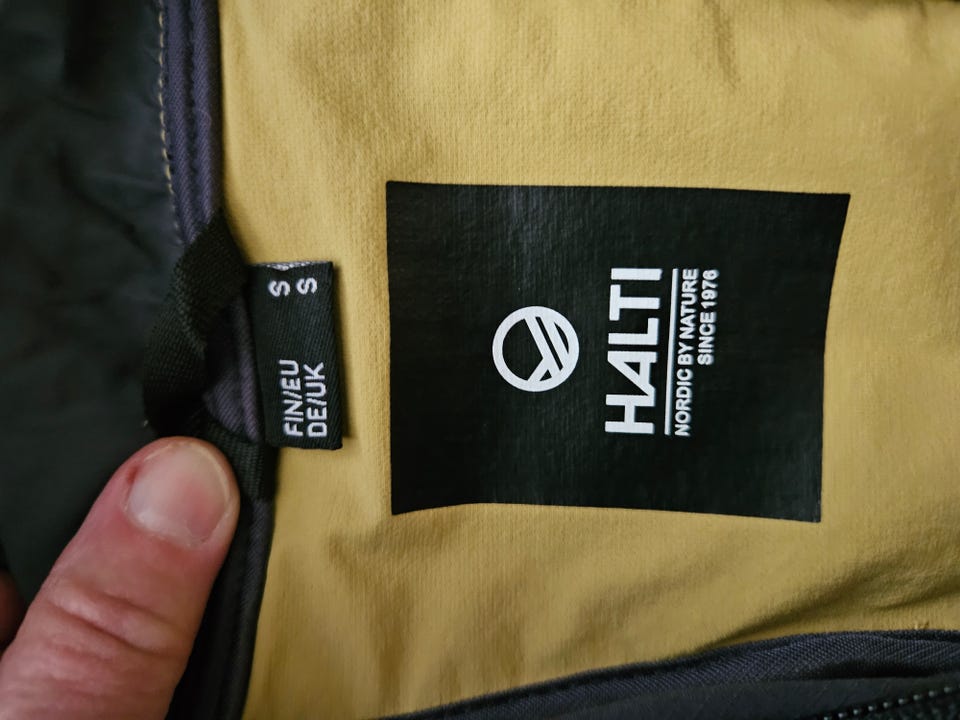 FIN/EU S
DE/UK S
HALTI
NORDIC BY NATURE
SINCE 1976